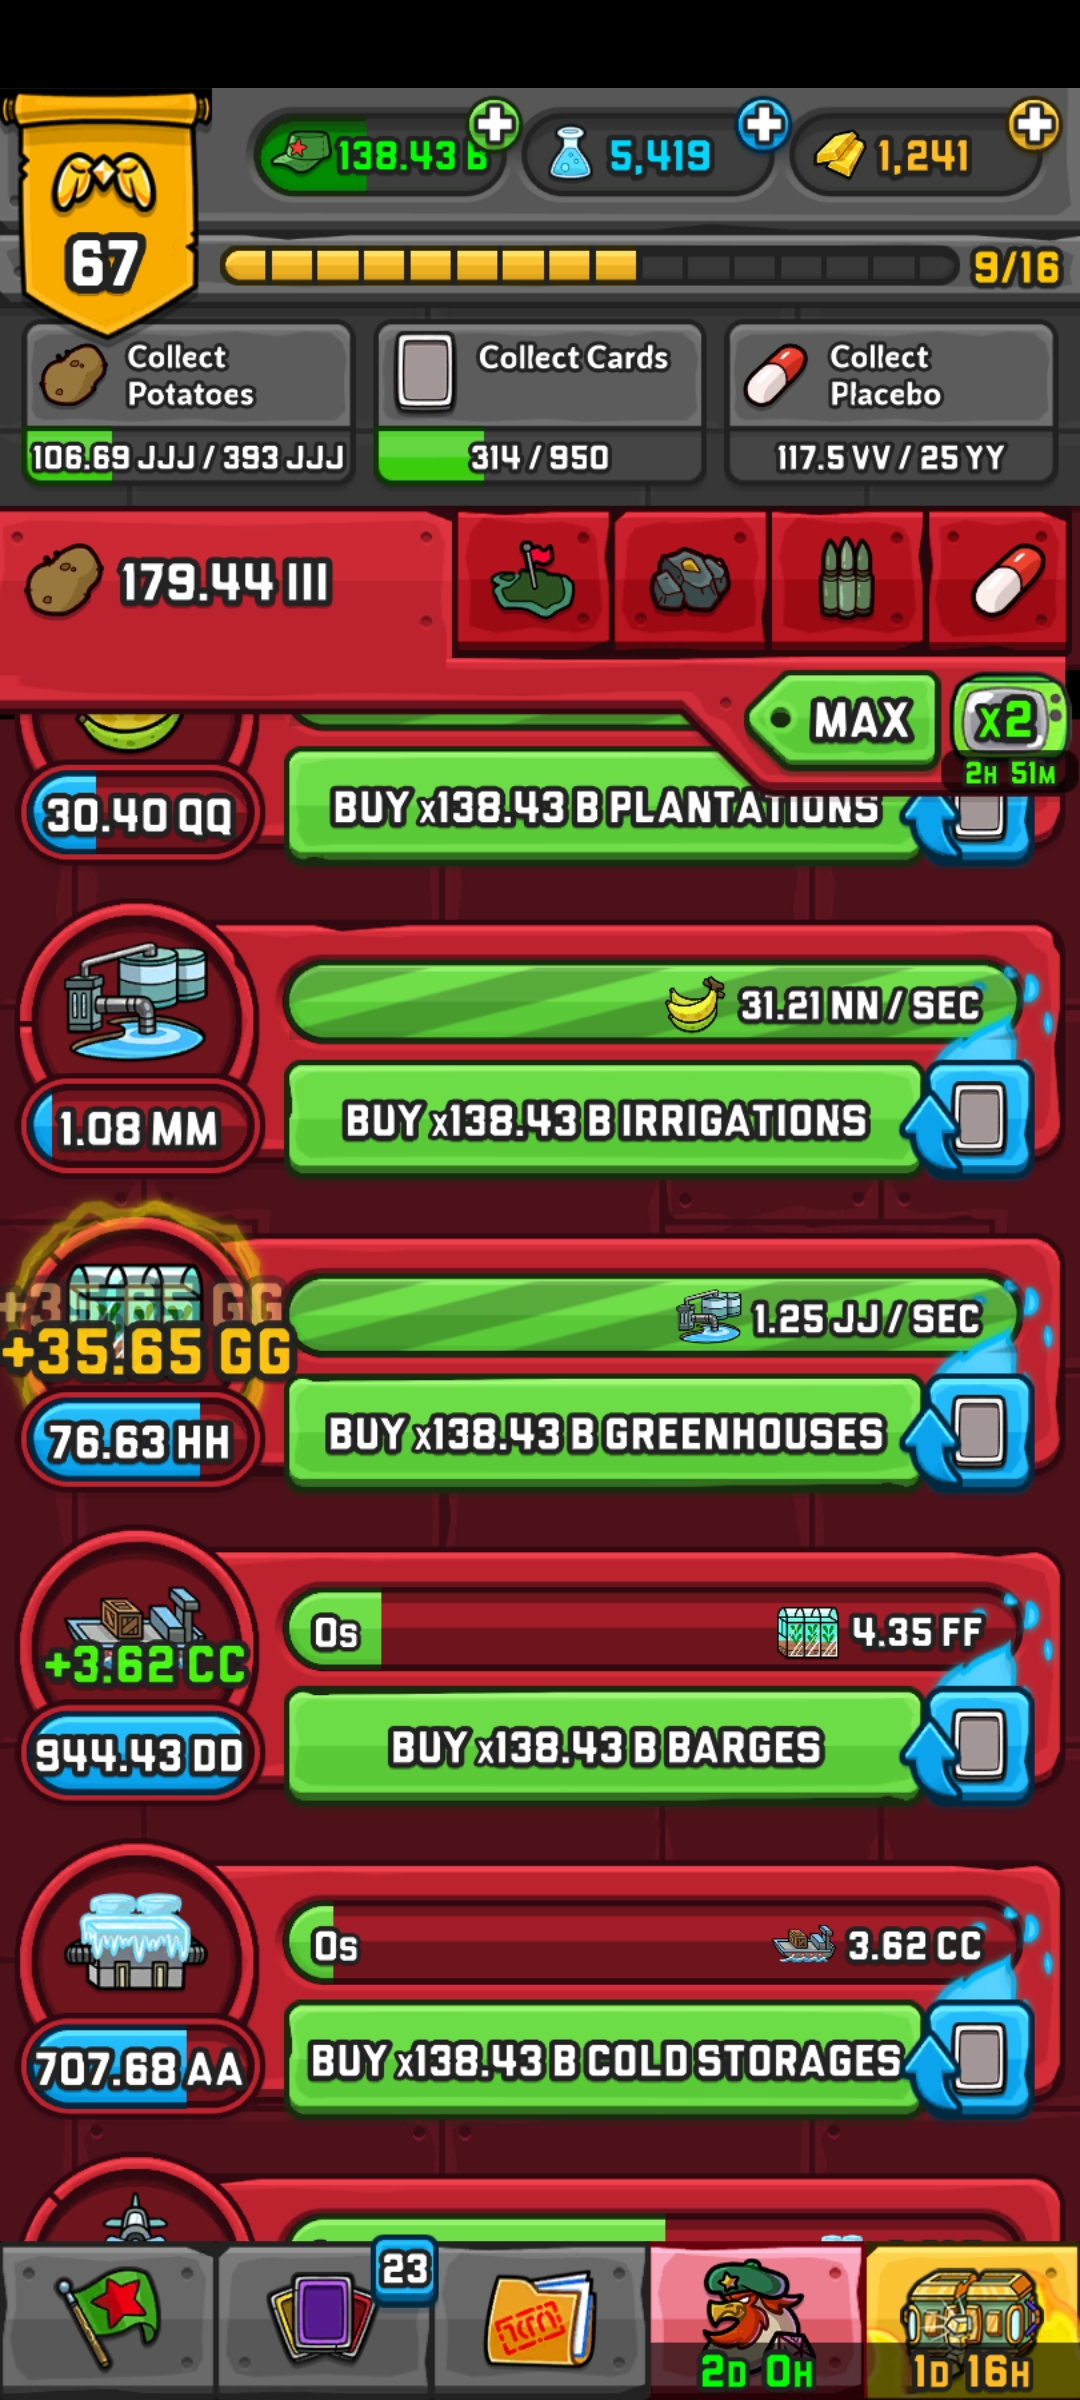 138.43 B
5,419
1,241
67
9/16
Collect
Potatoes
106.69 JJJ / 393 JJJ
Collect Cards
314 / 950
Collect
Placebo
117.5 VV / 25 YY
179.44 III
MAX
x2
2H 51M
30.40 QQ
BUY x138.43 B PLANTATIONS
31.21 NN / SEC
1.08 MM
BUY x138.43 B IRRIGATIONS
+35.65 GG
1.25 JJ / SEC
76.63 HH
BUY x138.43 B GREENHOUSES
+3.62 CC
0s
4.35 FF
944.43 DD
BUY x138.43 B BARGES
0s
3.62 CC
707.68 AA
BUY x138.43 B COLD STORAGES
23
2D 0H
1D 16H